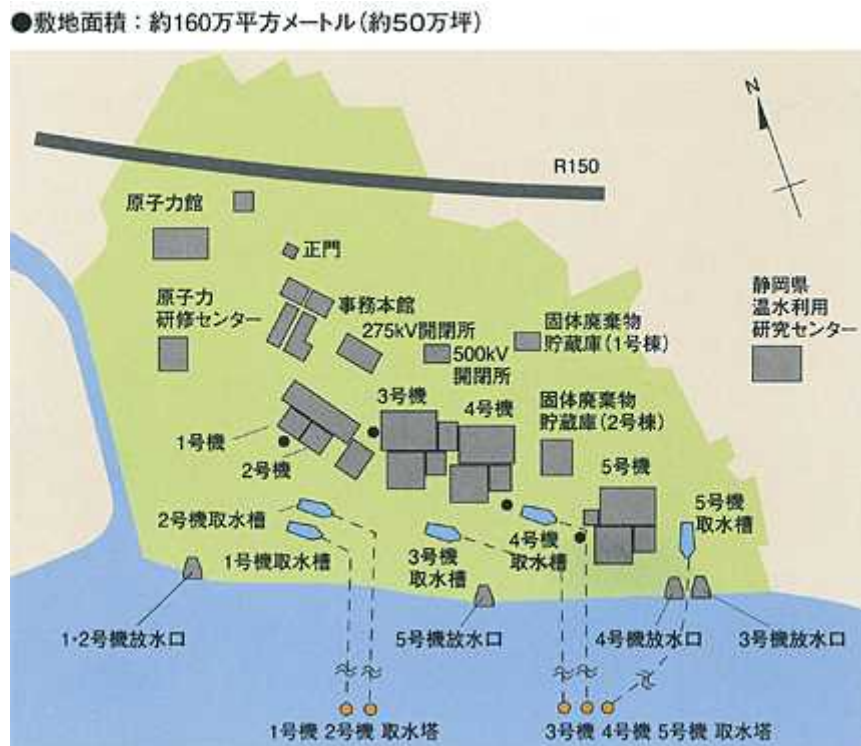 ●敷地面積：約160万平方メートル（約50万坪）
N
R150
原子力館
正門
原子力
研修センター
事務本館
275kV開閉所
500kV
開閉所
固体廃棄物
貯蔵庫（1号棟）
静岡県
温水利用
研究センター
3号機
4号機
固体廃棄物
貯蔵庫（2号棟）
1号機
2号機
5号機
2号機取水槽
1号機取水槽
3号機
取水槽
4号機
取水槽
5号機
取水槽
1・2号機放水口
5号機放水口
4号機放水口
3号機放水口
1号機 2号機 取水塔
3号機 4号機 5号機 取水塔